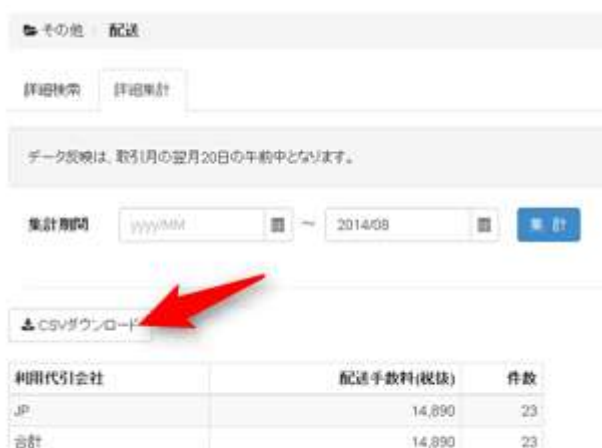 その他 配送
詳細検索 詳細集計
データ反映は、取引月の翌月20日の午前中となります。
集計期間 yyyy/MM ～ 2014/08 集 計
CSVダウンロード
利用代引会社 配送手数料(税抜) 件数
JP 14,890 23
合計 14,890 23